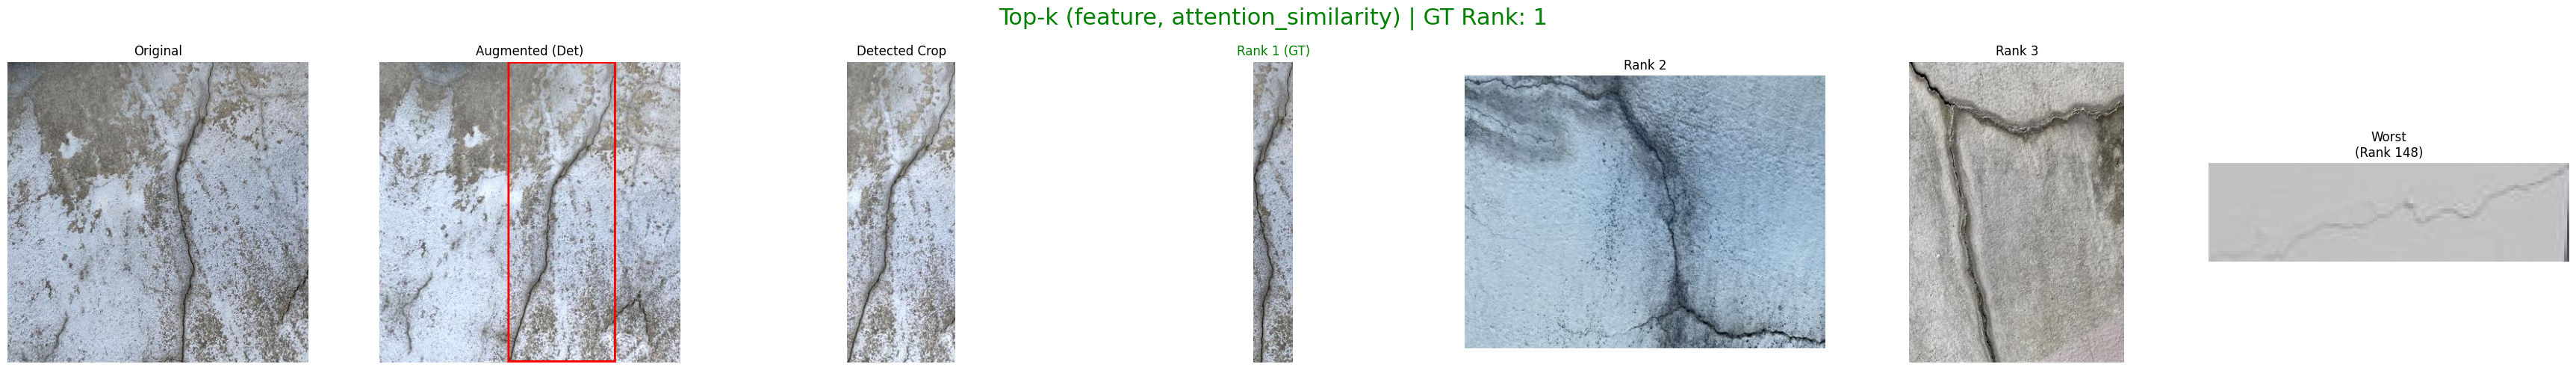 Top-k (feature, attention_similarity) | GT Rank: 1
Original
Augmented (Det)
Detected Crop
Rank 1 (GT)
Rank 2
Rank 3
Worst
(Rank 148)